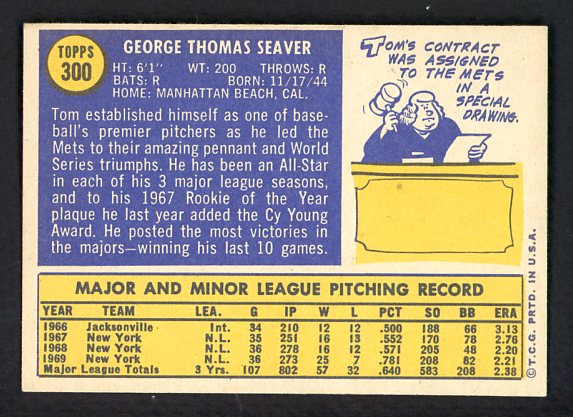 TOPPS
300
GEORGE THOMAS SEAVER
HT: 6'1" WT: 200 THROWS: R
BATS: R BORN: 11/17/44
HOME: MANHATTAN BEACH, CAL.
Tom established himself as one of base-
ball's premier pitchers as he led the
Mets to their amazing pennant and World
Series triumphs. He has been an All-Star
in each of his 3 major league seasons,
and to his 1967 Rookie of the Year
plaque he last year added the Cy Young
Award. He posted the most victories in
the majors—winning his last 10 games.
TOM'S CONTRACT
WAS ASSIGNED
TO THE METS
IN A
SPECIAL
DRAWING.
MAJOR AND MINOR LEAGUE PITCHING RECORD
YEAR TEAM LEA. G IP W L PCT SO BB ERA
1966 Jacksonville Int. 34 210 12 12 .500 188 66 3.13
1967 New York N.L. 35 251 16 13 .552 170 78 2.76
1968 New York N.L. 36 278 16 12 .571 205 48 2.20
1969 New York N.L. 36 273 25 7 .781 208 82 2.21
Major League Totals 3 Yrs. 107 802 57 32 .640 583 208 2.38
© T.C.G. PRTD. IN U.S.A.